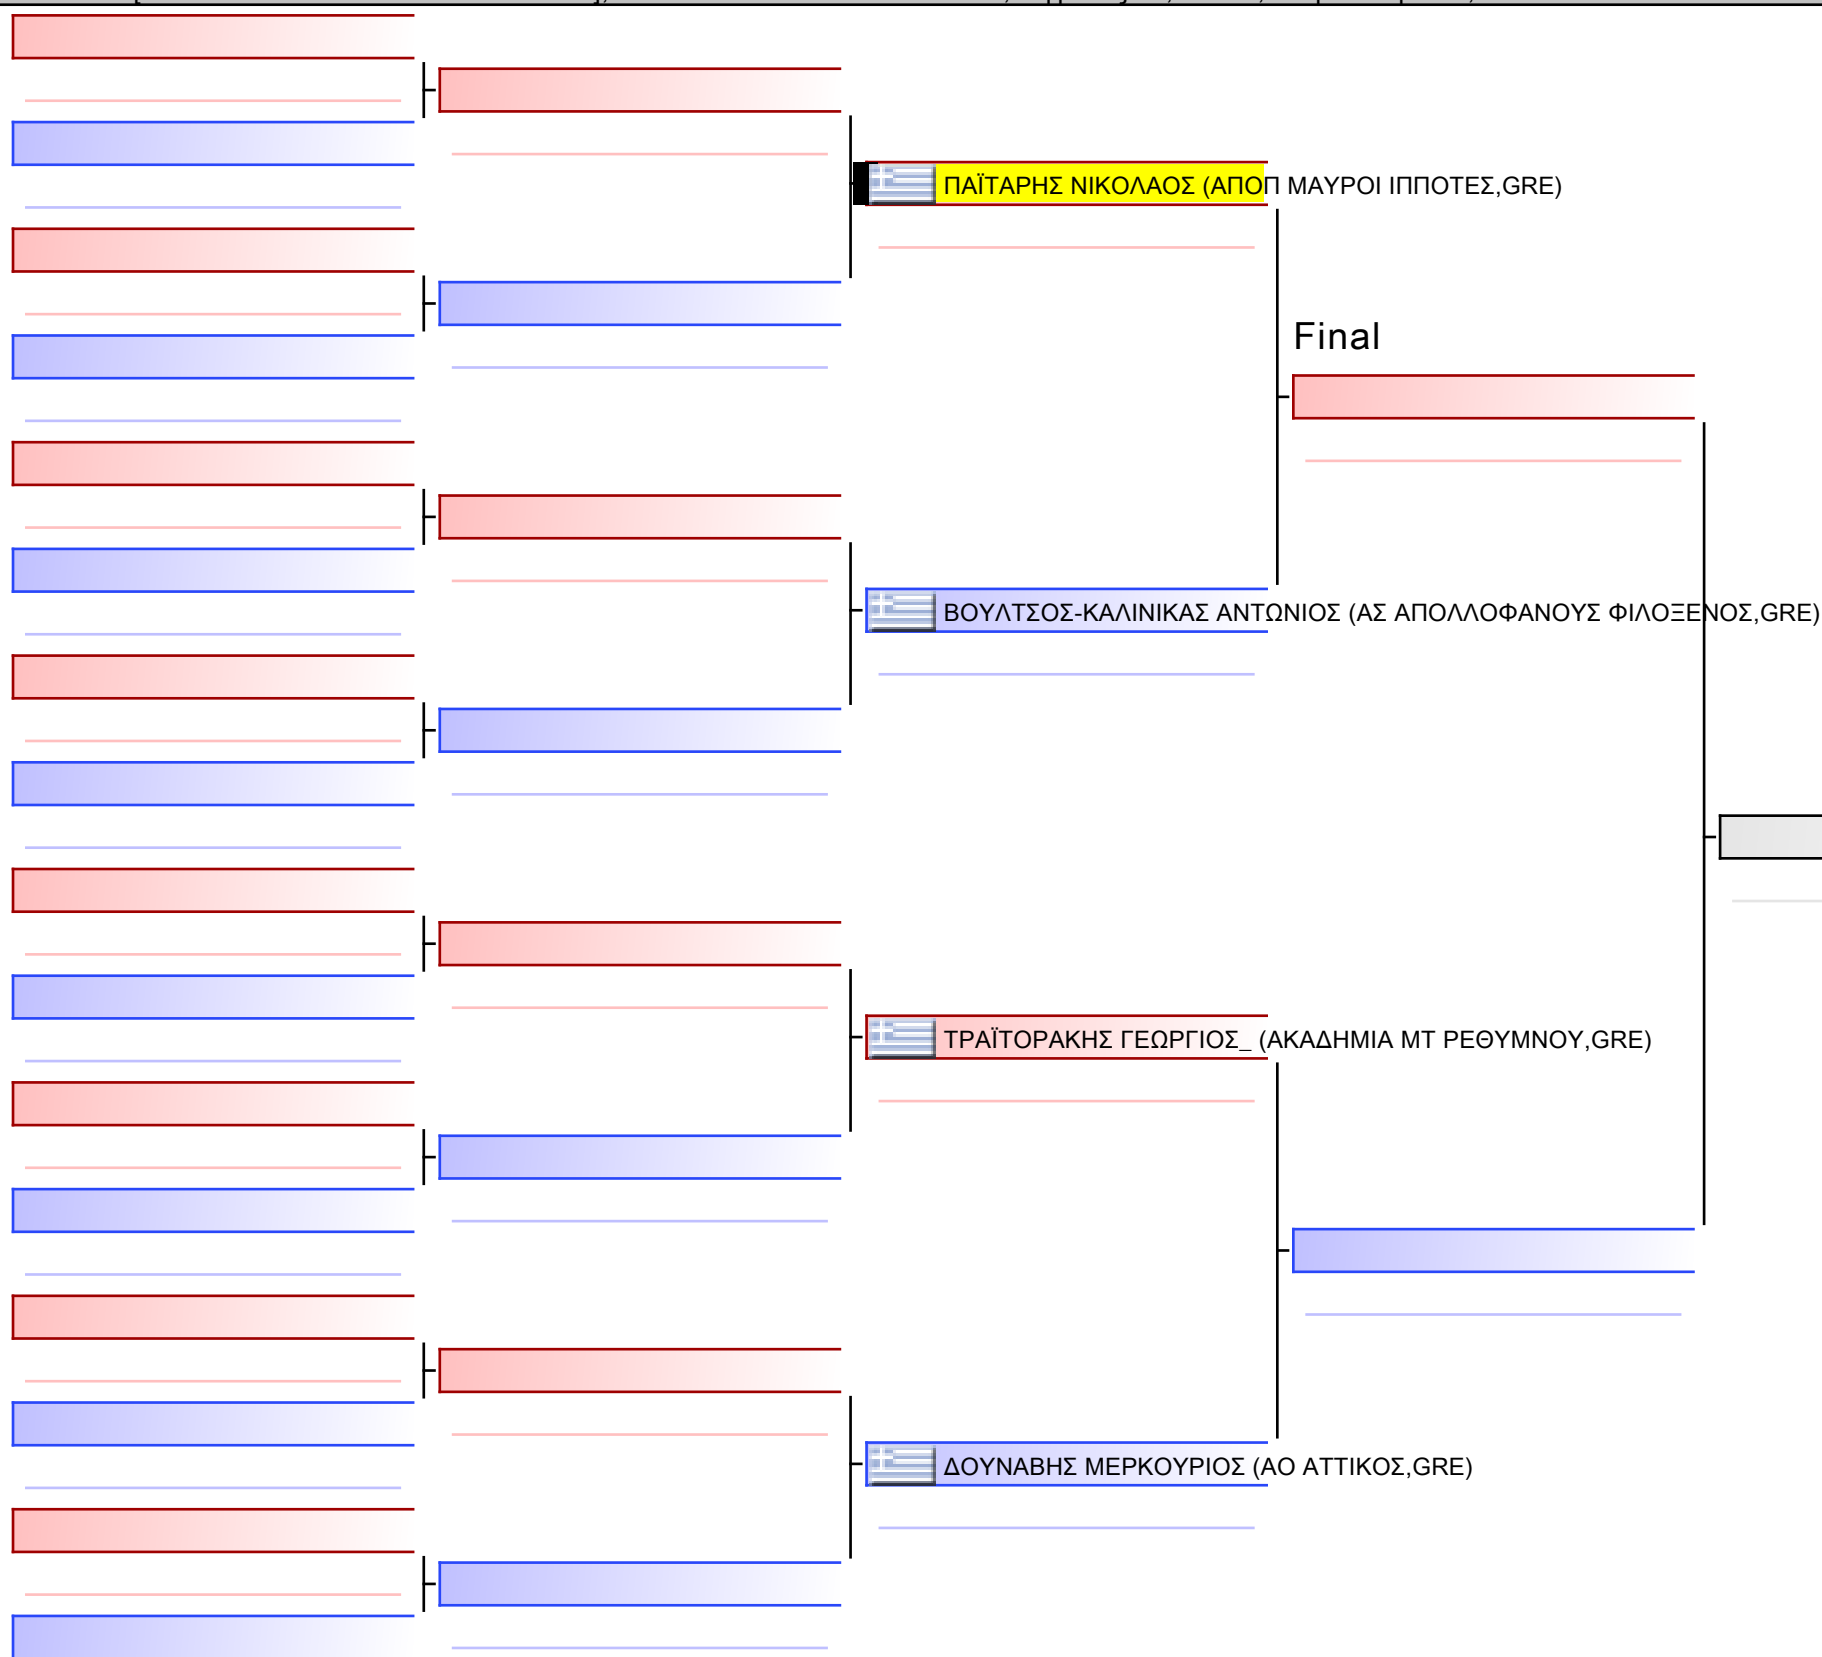 ΠΑΪΤΑΡΗΣ ΝΙΚΟΛΑΟΣ (ΑΠΟΠ ΜΑΥΡΟΙ ΙΠΠΟΤΕΣ,GRE)
Final
ΒΟΥΛΤΣΟΣ-ΚΑΛΙΝΙΚΑΣ ΑΝΤΩΝΙΟΣ (ΑΣ ΑΠΟΛΛΟΦΑΝΟΥΣ ΦΙΛΟΞΕΝΟΣ,GRE)
ΤΡΑΪΤΟΡΑΚΗΣ ΓΕΩΡΓΙΟΣ_ (ΑΚΑΔΗΜΙΑ ΜΤ ΡΕΘΥΜΝΟΥ,GRE)
ΔΟΥΝΑΒΗΣ ΜΕΡΚΟΥΡΙΟΣ (ΑΟ ΑΤΤΙΚΟΣ,GRE)